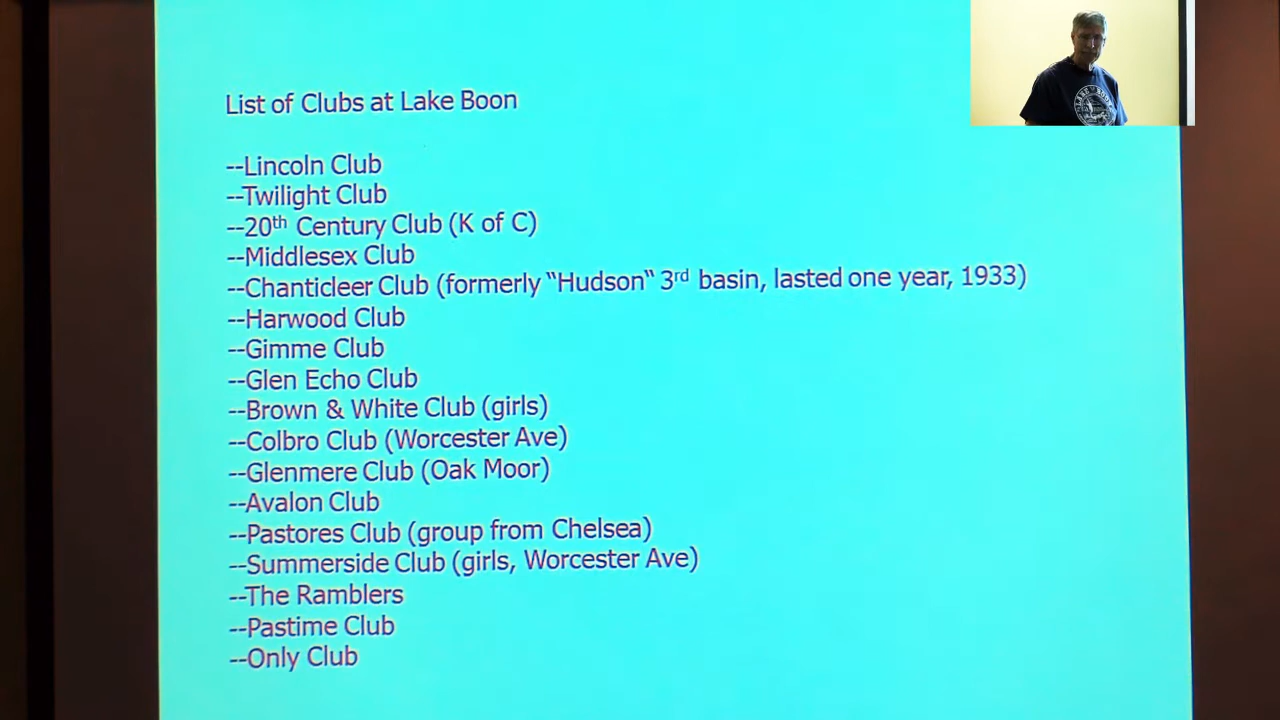 List of Clubs at Lake Boon
--Lincoln Club
--Twilight Club
--20th Century Club (K of C)
--Middlesex Club
--Chanticleer Club (formerly “Hudson“ 3rd basin, lasted one year, 1933)
--Harwood Club
--Gimme Club
--Glen Echo Club
--Brown & White Club (girls)
--Colbro Club (Worcester Ave)
--Glenmere Club (Oak Moor)
--Avalon Club
--Pastores Club (group from Chelsea)
--Summerside Club (girls, Worcester Ave)
--The Ramblers
--Pastime Club
--Only Club
LAKE BOON